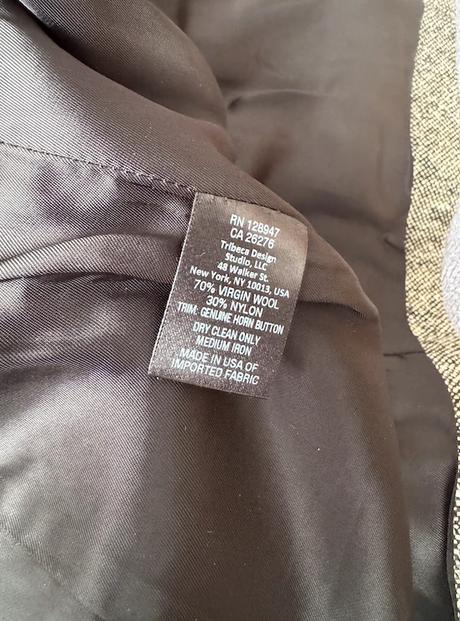 RN 128947
CA 26276
Tribeca Design
Studio, LLC.
48 Walker St.
New York, NY 10013, USA
70% VIRGIN WOOL
30% NYLON
TRIM: GENUINE HORN BUTTON
DRY CLEAN ONLY
MEDIUM IRON
MADE IN USA OF
IMPORTED FABRIC